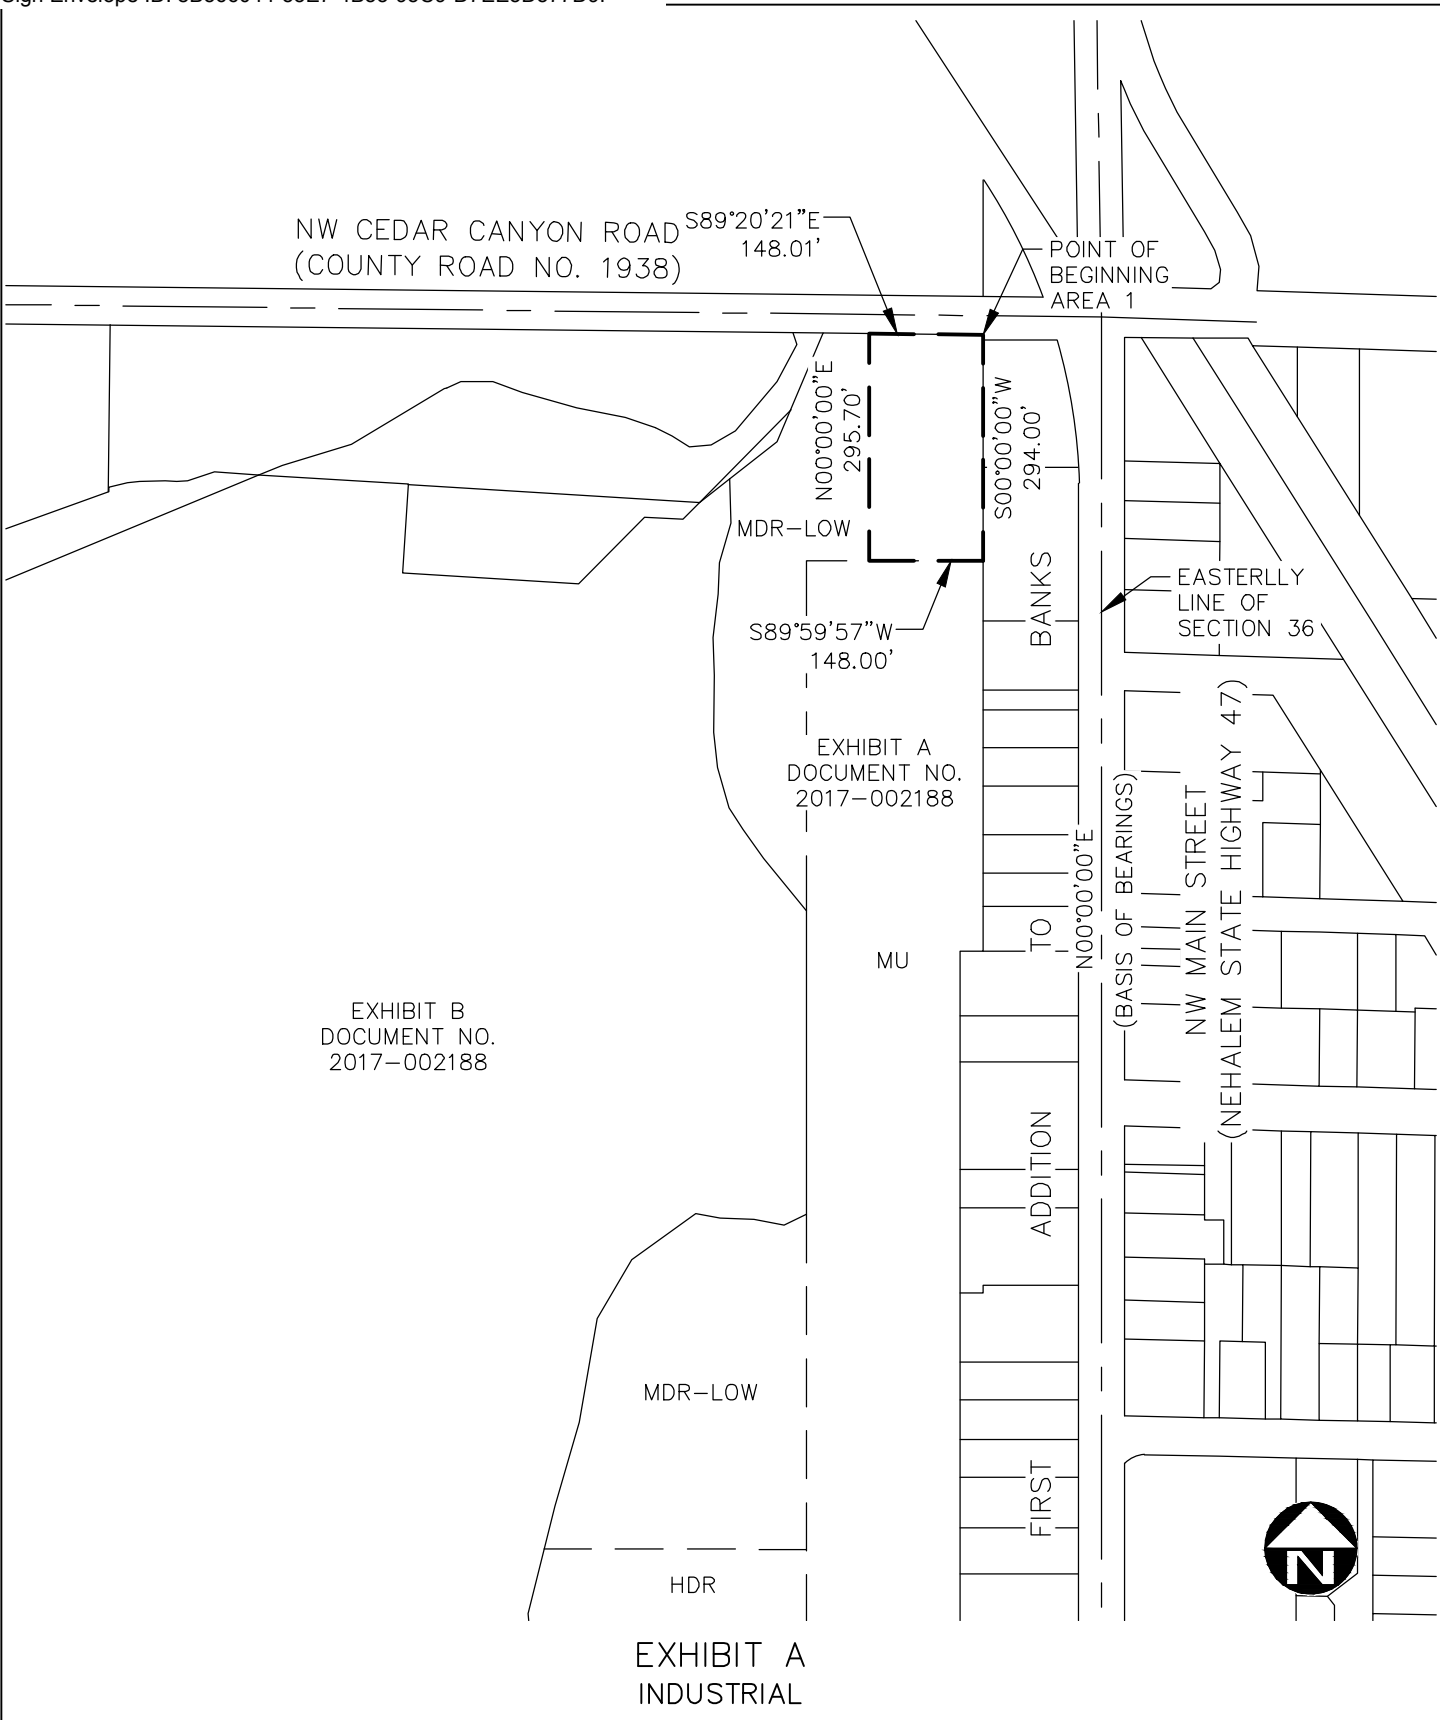 NW CEDAR CANYON ROAD
(COUNTY ROAD NO. 1938)
S89°20'21"E
148.01'
POINT OF
BEGINNING
AREA 1
N00°00'00"E
295.70'
S00°00'00"W
294.00'
MDR-LOW
S89°59'57"W
148.00'
EASTERLLY
LINE OF
SECTION 36
EXHIBIT A
DOCUMENT NO.
2017-002188
MU
EXHIBIT B
DOCUMENT NO.
2017-002188
FIRST ADDITION TO BANKS
N00°00'00"E
(BASIS OF BEARINGS)
NW MAIN STREET
(NEHALEM STATE HIGHWAY 47)
MDR-LOW
HDR
N
EXHIBIT A
INDUSTRIAL